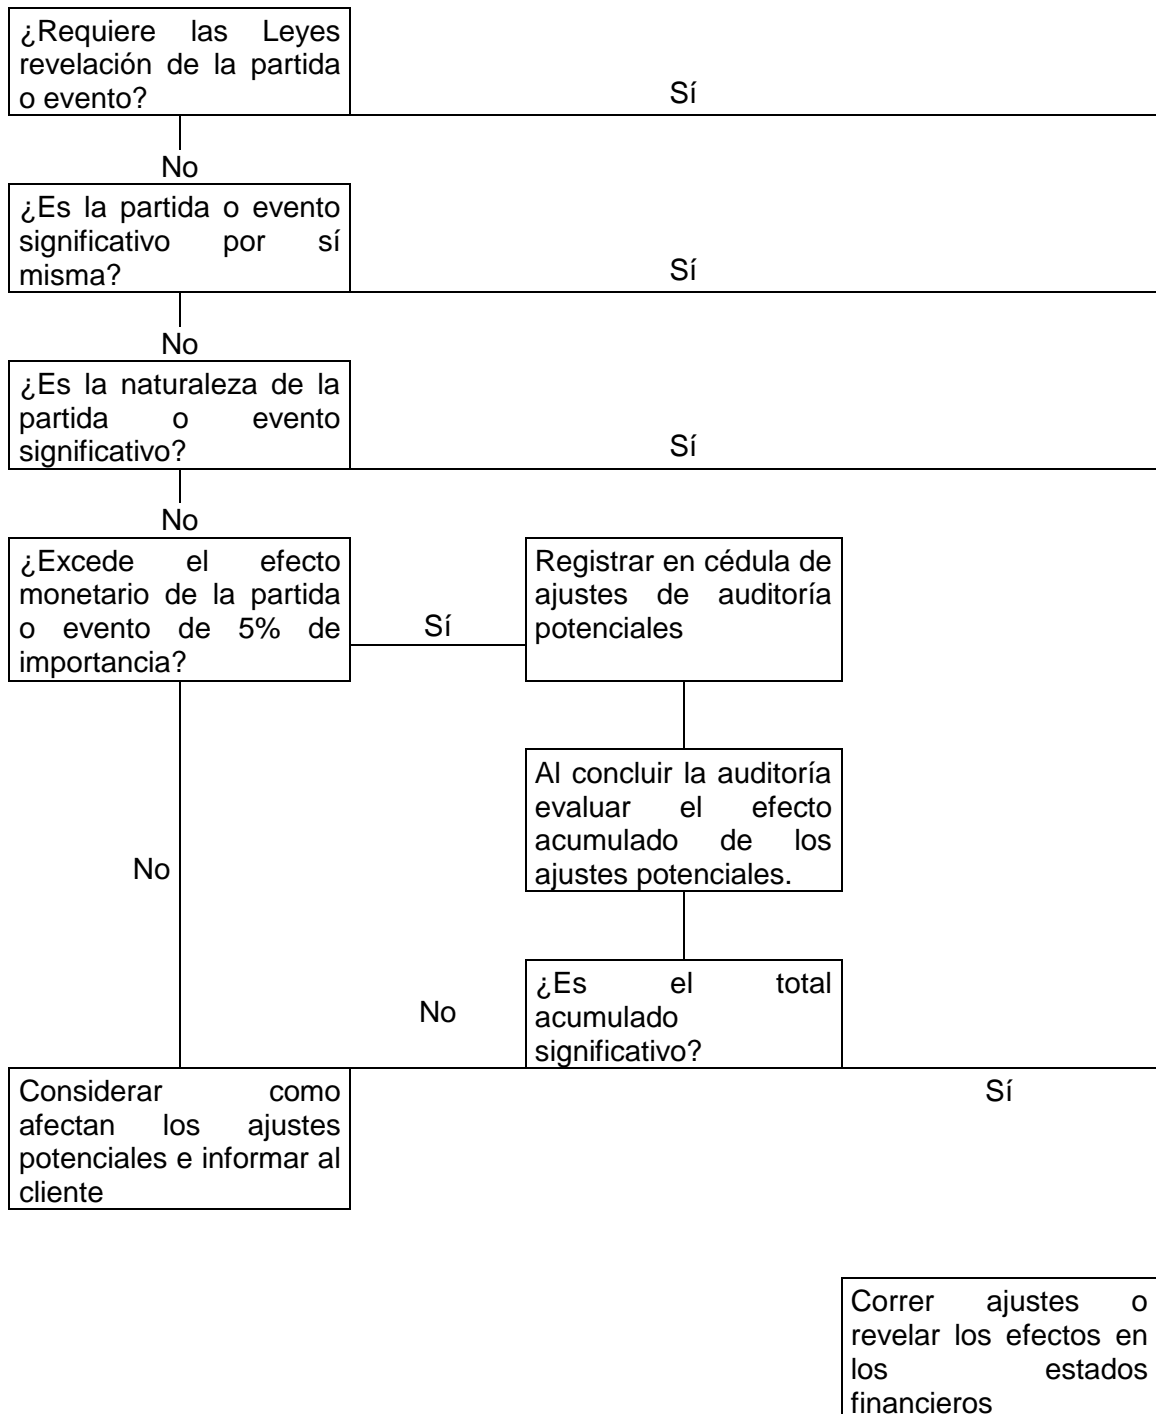 ¿Requiere las Leyes
revelación de la partida
o evento?
Sí
No
¿Es la partida o evento
significativo por sí
misma?
Sí
No
¿Es la naturaleza de la
partida o evento
significativo?
Sí
No
¿Excede el efecto
monetario de la partida
o evento de 5% de
importancia?
Sí
Registrar en cédula de
ajustes de auditoría
potenciales
Al concluir la auditoría
evaluar el efecto
acumulado de los
ajustes potenciales.
No
¿Es el total
acumulado
significativo?
No
Sí
Considerar como
afectan los ajustes
potenciales e informar al
cliente
Correr ajustes o
revelar los efectos en
los estados
financieros